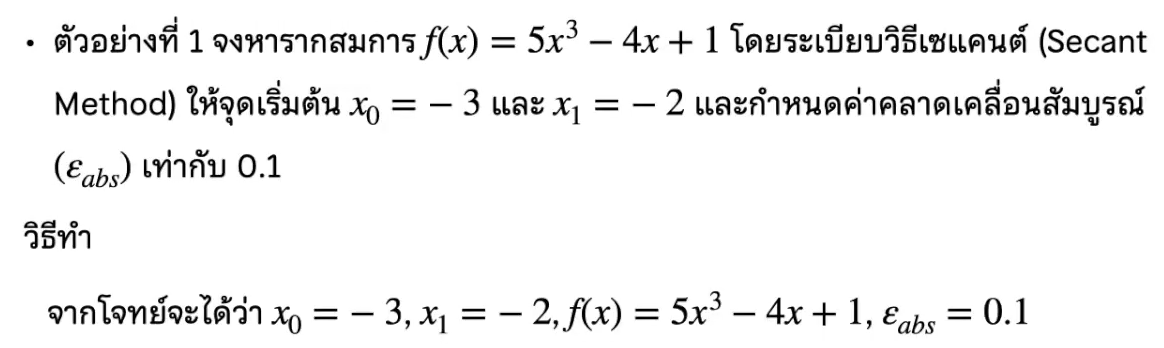 • ตัวอย่างที่ 1 จงหารากสมการ f(x) = 5x³ − 4x + 1 โดยระเบียบวิธีเซแคนต์ (Secant
Method) ให้จุดเริ่มต้น x₀ = − 3 และ x₁ = − 2 และกำหนดค่าคลาดเคลื่อนสัมบูรณ์
(ε_abs) เท่ากับ 0.1
วิธีทำ
จากโจทย์จะได้ว่า x₀ = − 3, x₁ = − 2, f(x) = 5x³ − 4x + 1, ε_abs = 0.1